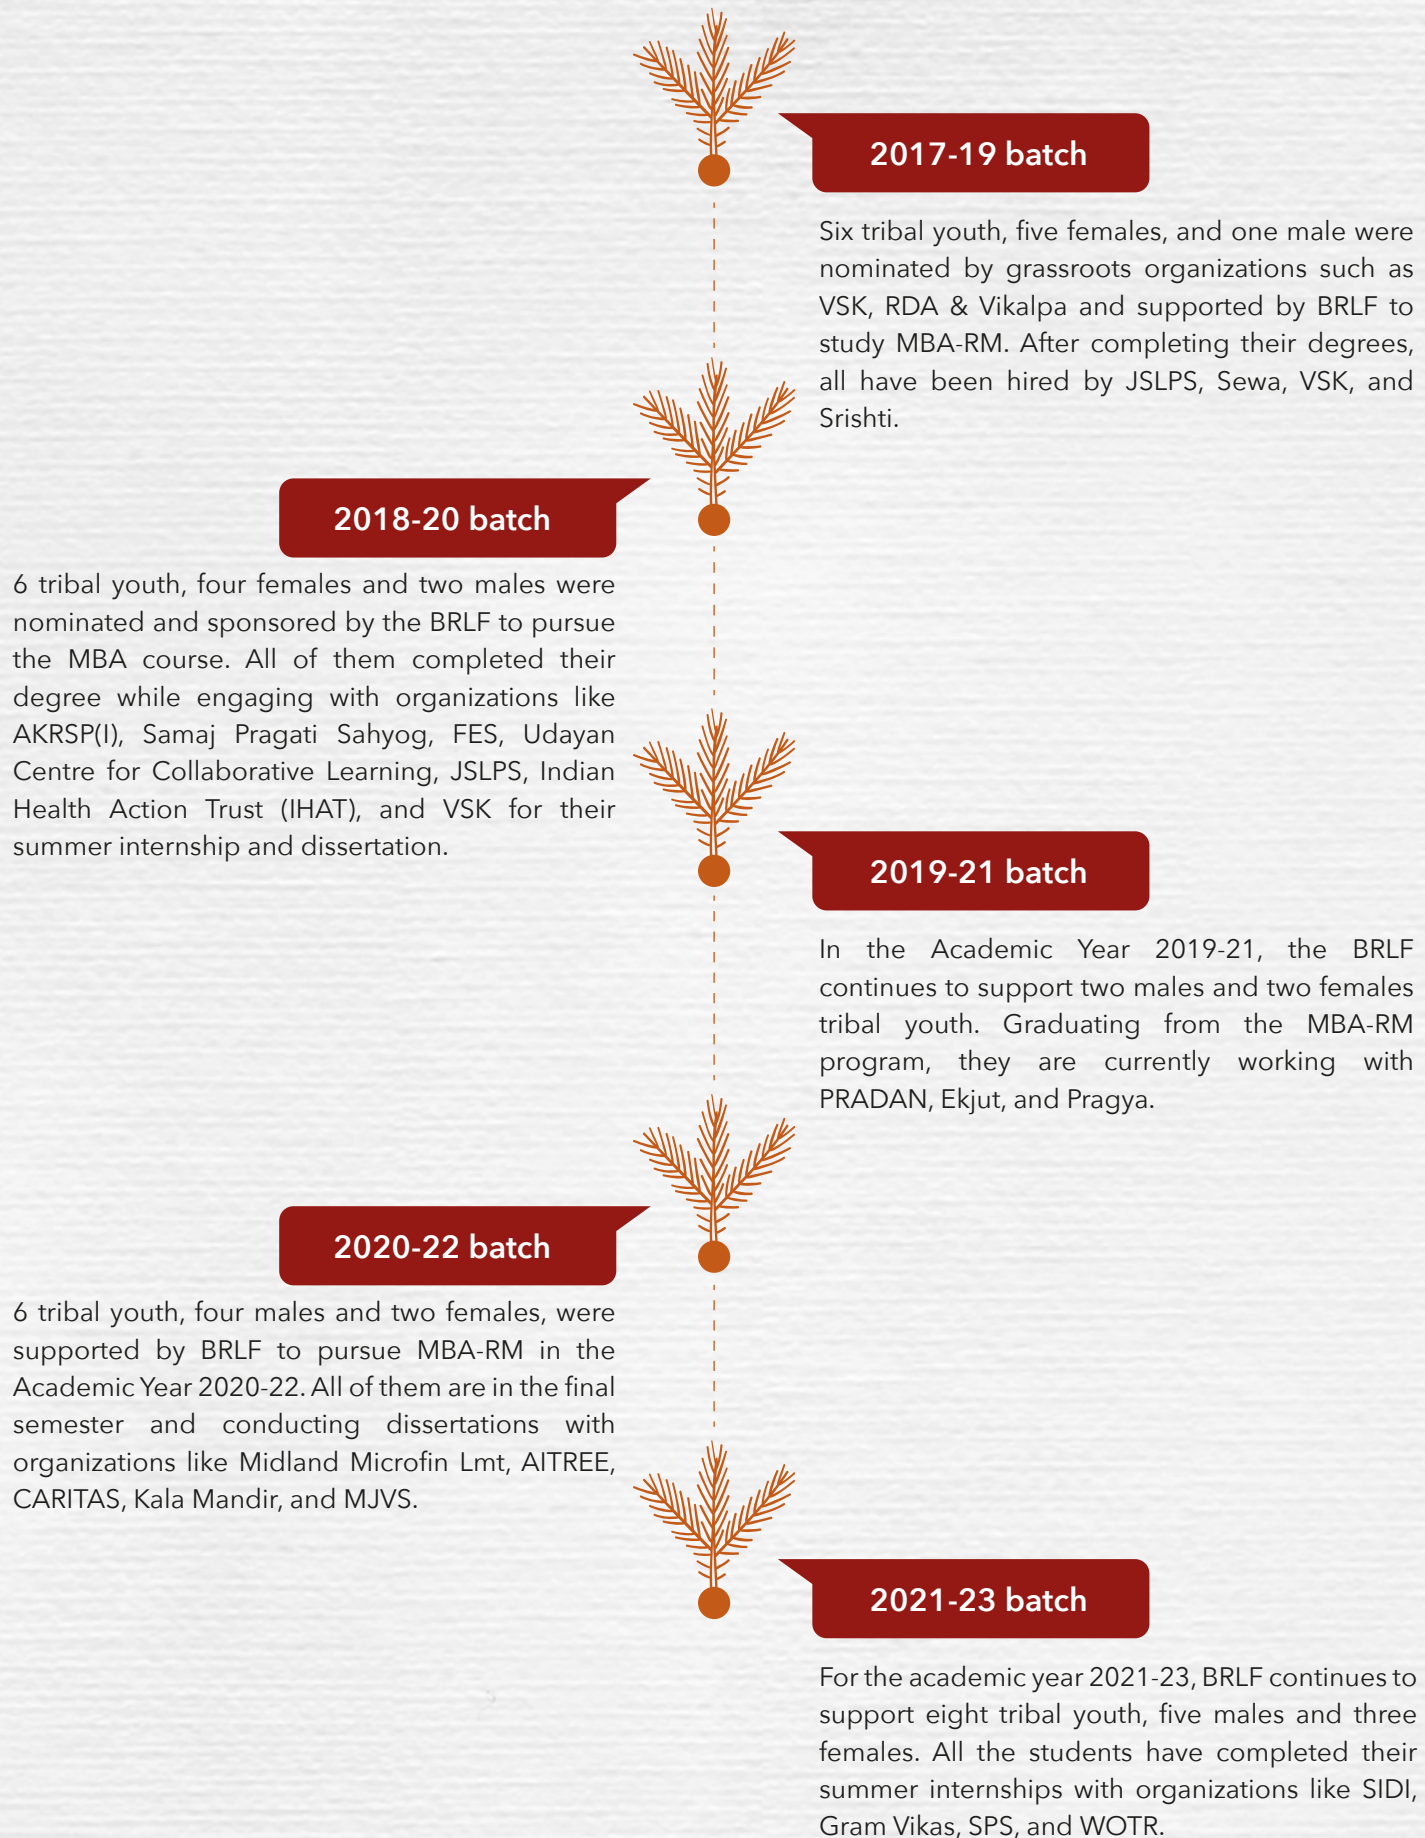 2017-19 batch
Six tribal youth, five females, and one male were
nominated by grassroots organizations such as
VSK, RDA & Vikalpa and supported by BRLF to
study MBA-RM. After completing their degrees,
all have been hired by JSLPS, Sewa, VSK, and
Srishti.
2018-20 batch
6 tribal youth, four females and two males were
nominated and sponsored by the BRLF to pursue
the MBA course. All of them completed their
degree while engaging with organizations like
AKRSP(I), Samaj Pragati Sahyog, FES, Udayan
Centre for Collaborative Learning, JSLPS, Indian
Health Action Trust (IHAT), and VSK for their
summer internship and dissertation.
2019-21 batch
In the Academic Year 2019-21, the BRLF
continues to support two males and two females
tribal youth. Graduating from the MBA-RM
program, they are currently working with
PRADAN, Ekjut, and Pragya.
2020-22 batch
6 tribal youth, four males and two females, were
supported by BRLF to pursue MBA-RM in the
Academic Year 2020-22. All of them are in the final
semester and conducting dissertations with
organizations like Midland Microfin Lmt, AITREE,
CARITAS, Kala Mandir, and MJVS.
2021-23 batch
For the academic year 2021-23, BRLF continues to
support eight tribal youth, five males and three
females. All the students have completed their
summer internships with organizations like SIDI,
Gram Vikas, SPS, and WOTR.